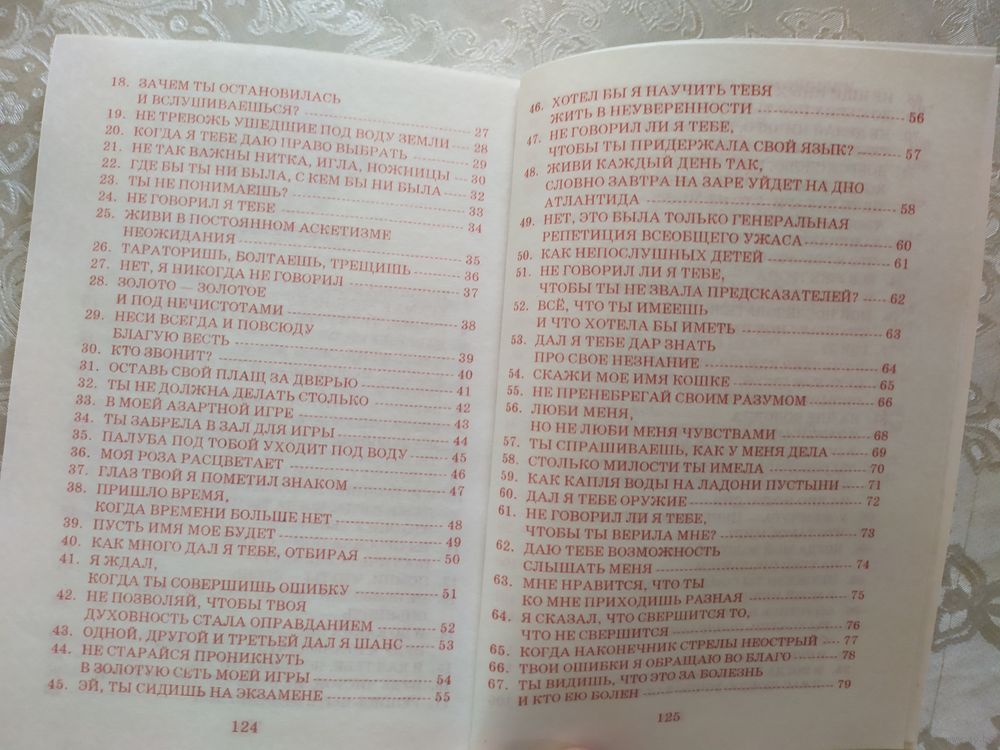 18. ЗАЧЕМ ТЫ ОСТАНОВИЛАСЬ
И ВСЛУШИВАЕШЬСЯ? 27
19. НЕ ТРЕВОЖЬ УШЕДШИЕ ПОД ВОДУ ЗЕМЛИ 28
20. КОГДА Я ТЕБЕ ДАЮ ПРАВО ВЫБРАТЬ 29
21. НЕ ТАК ВАЖНЫ НИТКА, ИГЛА, НОЖНИЦЫ 30
22. ГДЕ БЫ ТЫ НИ БЫЛА, С КЕМ БЫ НИ БЫЛА 32
23. ТЫ НЕ ПОНИМАЕШЬ? 33
24. НЕ ГОВОРИЛ Я ТЕБЕ 34
25. ЖИВИ В ПОСТОЯННОМ АСКЕТИЗМЕ
НЕОЖИДАНИЯ 35
26. ТАРАТОРИШЬ, БОЛТАЕШЬ, ТРЕЩИШЬ 36
27. НЕТ, Я НИКОГДА НЕ ГОВОРИЛ 37
28. ЗОЛОТО — ЗОЛОТОЕ
И ПОД НЕЧИСТОТАМИ 38
29. НЕСИ ВСЕГДА И ПОВСЮДУ
БЛАГУЮ ВЕСТЬ 39
30. КТО ЗВОНИТ? 40
31. ОСТАВЬ СВОЙ ПЛАЩ ЗА ДВЕРЬЮ 41
32. ТЫ НЕ ДОЛЖНА ДЕЛАТЬ СТОЛЬКО 42
33. В МОЕЙ АЗАРТНОЙ ИГРЕ 43
34. ТЫ ЗАБРЕЛА В ЗАЛ ДЛЯ ИГРЫ 44
35. ПАЛУБА ПОД ТОБОЙ УХОДИТ ПОД ВОДУ 45
36. МОЯ РОЗА РАСЦВЕТАЕТ 46
37. ГЛАЗ ТВОЙ Я ПОМЕТИЛ ЗНАКОМ 47
38. ПРИШЛО ВРЕМЯ,
КОГДА ВРЕМЕНИ БОЛЬШЕ НЕТ 48
39. ПУСТЬ ИМЯ МОЕ БУДЕТ 49
40. КАК МНОГО ДАЛ Я ТЕБЕ, ОТБИРАЯ 50
41. Я ЖДАЛ,
КОГДА ТЫ СОВЕРШИШЬ ОШИБКУ 51
42. НЕ ПОЗВОЛЯЙ, ЧТОБЫ ТВОЯ
ДУХОВНОСТЬ СТАЛА ОПРАВДАНИЕМ 52
43. ОДНОЙ, ДРУГОЙ И ТРЕТЬЕЙ ДАЛ Я ШАНС 53
44. НЕ СТАРАЙСЯ ПРОНИКНУТЬ
В ЗОЛОТУЮ СЕТЬ МОЕЙ ИГРЫ 54
45. ЭЙ, ТЫ СИДИШЬ НА ЭКЗАМЕНЕ 55
124
46. ХОТЕЛ БЫ Я НАУЧИТЬ ТЕБЯ
ЖИТЬ В НЕУВЕРЕННОСТИ 56
47. НЕ ГОВОРИЛ ЛИ Я ТЕБЕ,
ЧТОБЫ ТЫ ПРИДЕРЖАЛА СВОЙ ЯЗЫК? 57
48. ЖИВИ КАЖДЫЙ ДЕНЬ ТАК,
СЛОВНО ЗАВТРА НА ЗАРЕ УЙДЕТ НА ДНО
АТЛАНТИДА 58
49. НЕТ, ЭТО БЫЛА ТОЛЬКО ГЕНЕРАЛЬНАЯ
РЕПЕТИЦИЯ ВСЕОБЩЕГО УЖАСА 60
50. КАК НЕПОСЛУШНЫХ ДЕТЕЙ 61
51. НЕ ГОВОРИЛ ЛИ Я ТЕБЕ,
ЧТОБЫ ТЫ НЕ ЗВАЛА ПРЕДСКАЗАТЕЛЕЙ? 62
52. ВСЁ, ЧТО ТЫ ИМЕЕШЬ
И ЧТО ХОТЕЛА БЫ ИМЕТЬ 63
53. ДАЛ Я ТЕБЕ ДАР ЗНАТЬ
ПРО СВОЕ НЕЗНАНИЕ 64
54. СКАЖИ МОЕ ИМЯ КОШКЕ 65
55. НЕ ПРЕНЕБРЕГАЙ СВОИМ РАЗУМОМ 66
56. ЛЮБИ МЕНЯ,
НО НЕ ЛЮБИ МЕНЯ ЧУВСТВАМИ 68
57. ТЫ СПРАШИВАЕШЬ, КАК У МЕНЯ ДЕЛА 69
58. СТОЛЬКО МИЛОСТИ ТЫ ИМЕЛА 70
59. КАК КАПЛЯ ВОДЫ НА ЛАДОНИ ПУСТЫНИ 71
60. ДАЛ Я ТЕБЕ ОРУЖИЕ 72
61. НЕ ГОВОРИЛ ЛИ Я ТЕБЕ,
ЧТОБЫ ТЫ ВЕРИЛА МНЕ? 73
62. ДАЮ ТЕБЕ ВОЗМОЖНОСТЬ
СЛЫШАТЬ МЕНЯ 74
63. МНЕ НРАВИТСЯ, ЧТО ТЫ
КО МНЕ ПРИХОДИШЬ РАЗНАЯ 75
64. Я СКАЗАЛ, ЧТО СВЕРШИТСЯ ТО,
ЧТО НЕ СВЕРШИТСЯ 76
65. КОГДА НАКОНЕЧНИК СТРЕЛЫ НЕОСТРЫЙ 77
66. ТВОИ ОШИБКИ Я ОБРАЩАЮ ВО БЛАГО 78
67. ТЫ ВИДИШЬ, ЧТО ЭТО ЗА БОЛЕЗНЬ
И КТО ЕЮ БОЛЕН 79
125